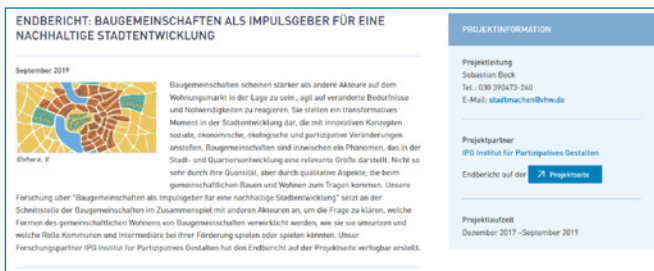 ENDBERICHT: BAUGEMEINSCHAFTEN ALS IMPULSGEBER FÜR EINE
NACHHALTIGE STADTENTWICKLUNG
September 2019
Baugemeinschaften scheinen stärker als andere Akteure auf dem
Wohnungsmarkt in der Lage zu sein, agil auf veränderte Bedürfnisse
und Notwendigkeiten zu reagieren. Sie stellen ein transformatives
Moment in der Stadtentwicklung dar, die mit innovativen Konzepten
soziale, ökonomische, ökologische und partizipative Veränderungen
anstoßen. Baugemeinschaften sind inzwischen ein Phänomen, das in der
Stadt- und Quartiersentwicklung eine relevante Größe darstellt. Nicht so
sehr durch ihre Quantität, aber durch qualitative Aspekte, die beim
gemeinschaftlichen Bauen und Wohnen zum Tragen kommen. Unsere
©vhw e. V.
Forschung über "Baugemeinschaften als Impulsgeber für eine nachhaltige Stadtentwicklung" setzt an der
Schnittstelle der Baugemeinschaften im Zusammenspiel mit anderen Akteuren an, um die Frage zu klären, welche
Formen des gemeinschaftlichen Wohnens von Baugemeinschaften verwirklicht werden, wie sie sie umsetzen und
welche Rolle Kommunen und Intermediäre bei ihrer Förderung spielen oder spielen könnten. Unser
Forschungspartner IPG Institut für Partizipatives Gestalten hat den Endbericht auf der Projektseite verfügbar erstellt.
PROJEKTINFORMATION
Projektleitung
Sebastian Beck
Tel.: 030 390473-240
E-Mail: stadtmachen@vhw.de
Projektpartner
IPG Institut für Partizipatives Gestalten
Endbericht auf der Projektseite
Projektlaufzeit
Dezember 2017 -September 2019